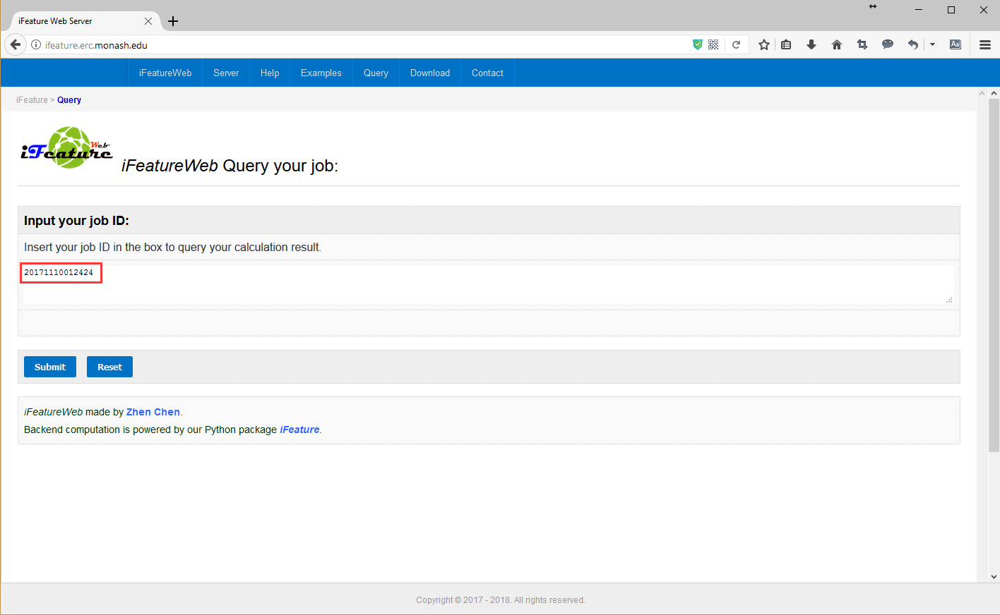 iFeature Web Server
ifeature.erc.monash.edu
Aa
iFeatureWeb Server Help Examples Query Download Contact
iFeature > Query
iFeature Web
iFeatureWeb Query your job:
Input your job ID:
Insert your job ID in the box to query your calculation result.
20171110012424
Submit Reset
iFeatureWeb made by Zhen Chen.
Backend computation is powered by our Python package iFeature.
Copyright © 2017 - 2018. All rights reserved.